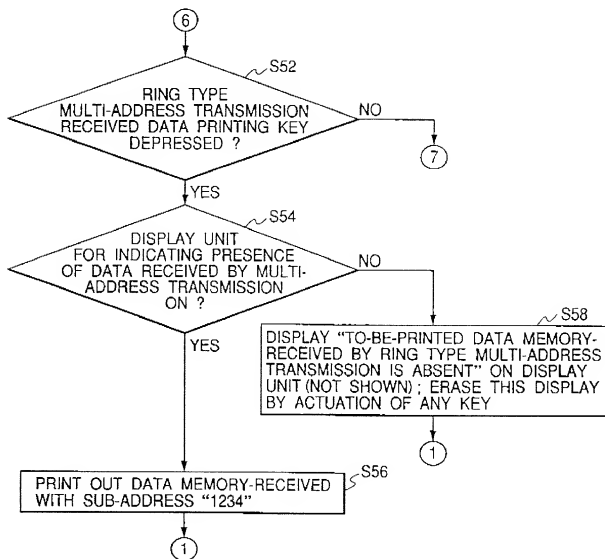 6
S52
RING TYPE
MULTI-ADDRESS TRANSMISSION
RECEIVED DATA PRINTING KEY
DEPRESSED ?
NO
7
YES
S54
DISPLAY UNIT
FOR INDICATING PRESENCE
OF DATA RECEIVED BY MULTI-
ADDRESS TRANSMISSION
ON ?
NO
YES
S58
DISPLAY “TO-BE-PRINTED DATA MEMORY-
RECEIVED BY RING TYPE MULTI-ADDRESS
TRANSMISSION IS ABSENT” ON DISPLAY
UNIT (NOT SHOWN) ; ERASE THIS DISPLAY
BY ACTUATION OF ANY KEY
1
S56
PRINT OUT DATA MEMORY-RECEIVED
WITH SUB-ADDRESS “1234”
1